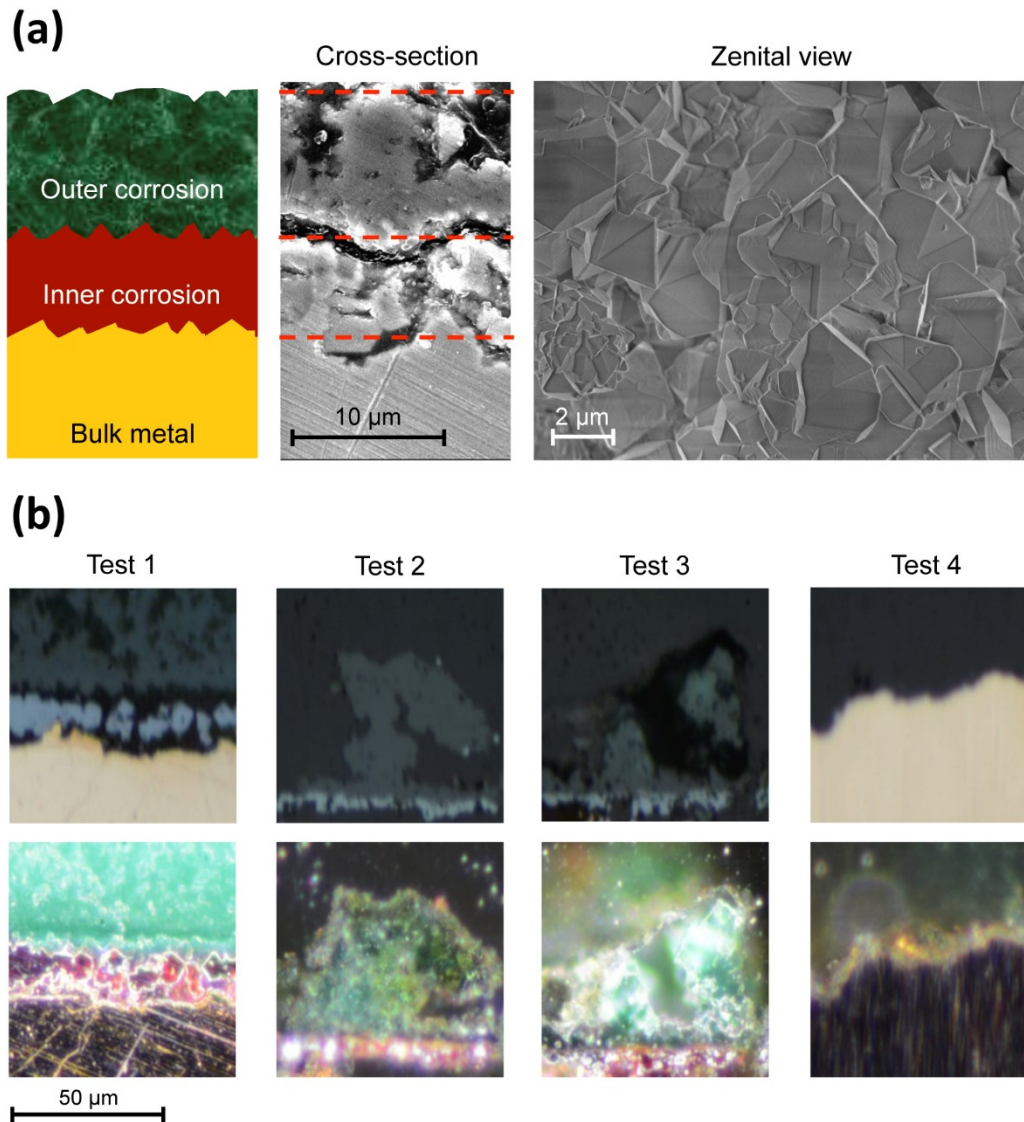 (a)
Cross-section
Zenital view
Outer corrosion
Inner corrosion
Bulk metal
10 µm
2 µm
(b)
Test 1
Test 2
Test 3
Test 4
50 µm